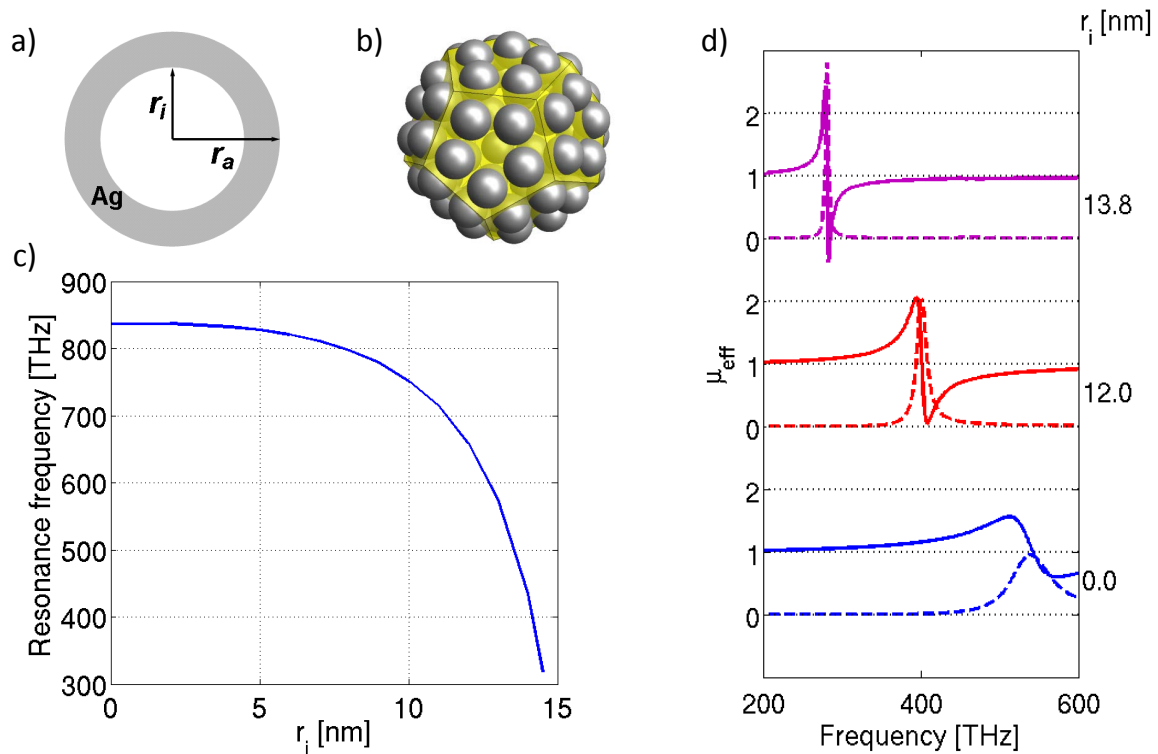 a)
r_i
r_a
Ag
b)
c)
900
800
700
600
500
400
300
0
5
10
15
Resonance frequency [THz]
r_i [nm]
d)
r_i [nm]
2
1
0
13.8
2
1
0
12.0
2
1
0
0.0
μ_eff
200
400
600
Frequency [THz]